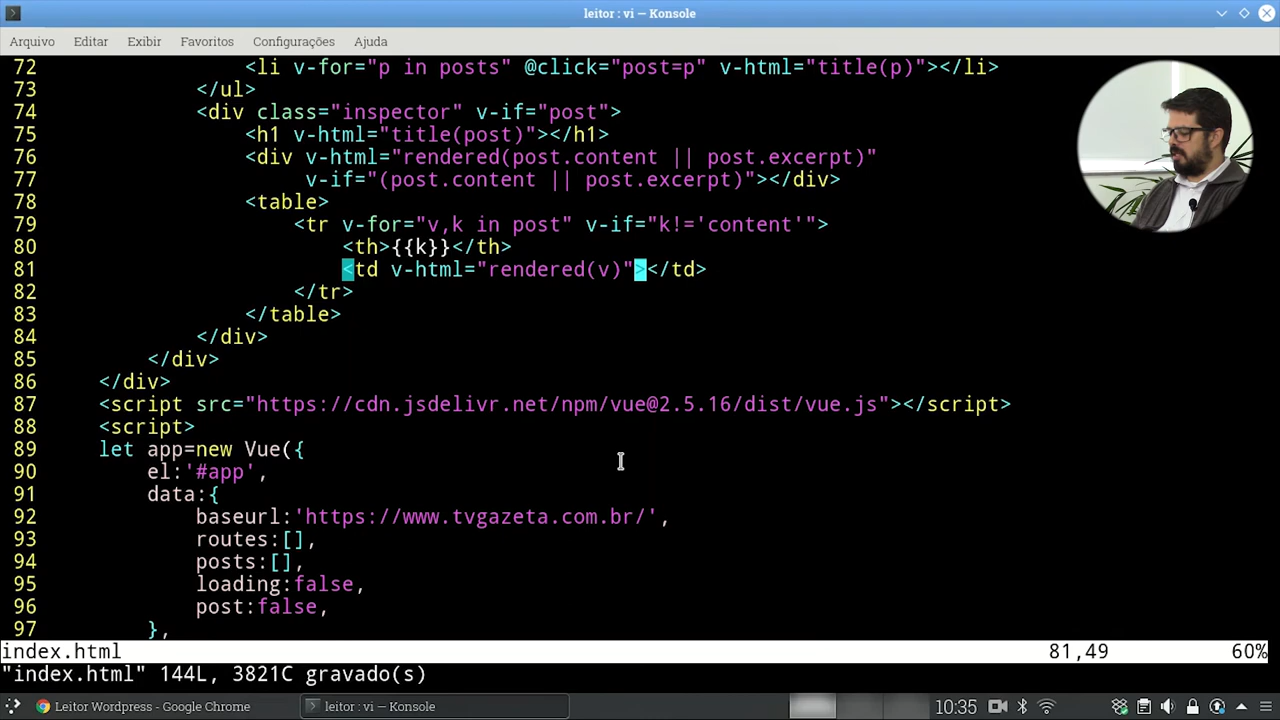 leitor : vi — Konsole
Arquivo Editar Exibir Favoritos Configurações Ajuda
72 <li v-for="p in posts" @click="post=p" v-html="title(p)"></li>
73 </ul>
74 <div class="inspector" v-if="post">
75 <h1 v-html="title(post)"></h1>
76 <div v-html="rendered(post.content || post.excerpt)"
77 v-if="(post.content || post.excerpt)"></div>
78 <table>
79 <tr v-for="v,k in post" v-if="k!='content'">
80 <th>{{k}}</th>
81 <td v-html="rendered(v)"></td>
82 </tr>
83 </table>
84 </div>
85 </div>
86 </div>
87 <script src="https://cdn.jsdelivr.net/npm/vue@2.5.16/dist/vue.js"></script>
88 <script>
89 let app=new Vue({
90 el:'#app',
91 data:{
92 baseurl:'https://www.tvgazeta.com.br/',
93 routes:[],
94 posts:[],
95 loading:false,
96 post:false,
97 },
index.html 81,49 60%
"index.html" 144L, 3821C gravado(s)
Leitor Wordpress - Google Chrome leitor : vi — Konsole 10:35